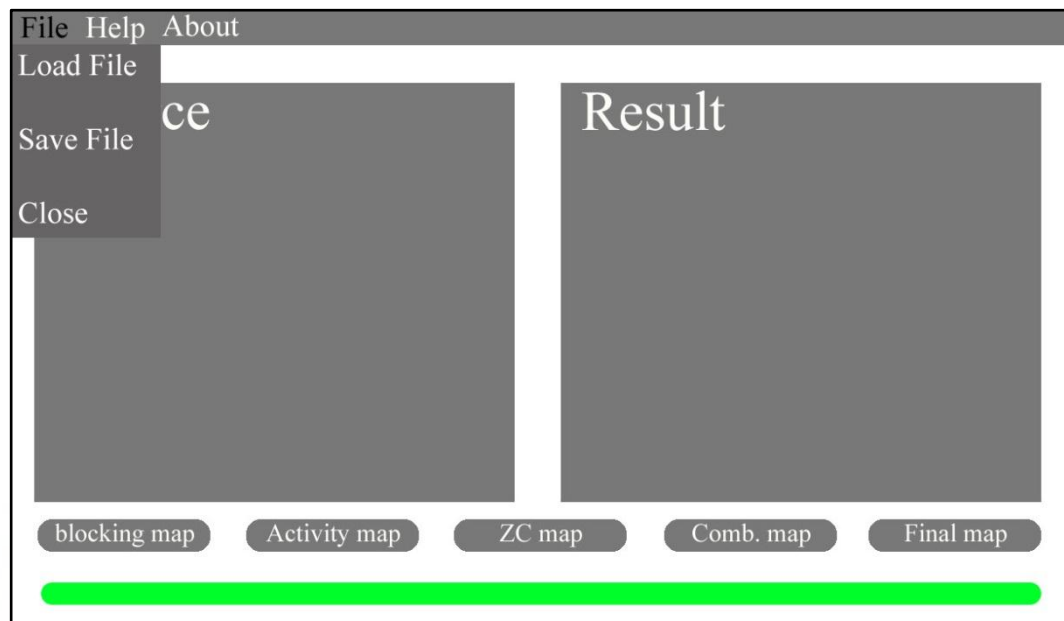 File Help About
Load File
Save File
Close
ce
Result
blocking map Activity map ZC map Comb. map Final map